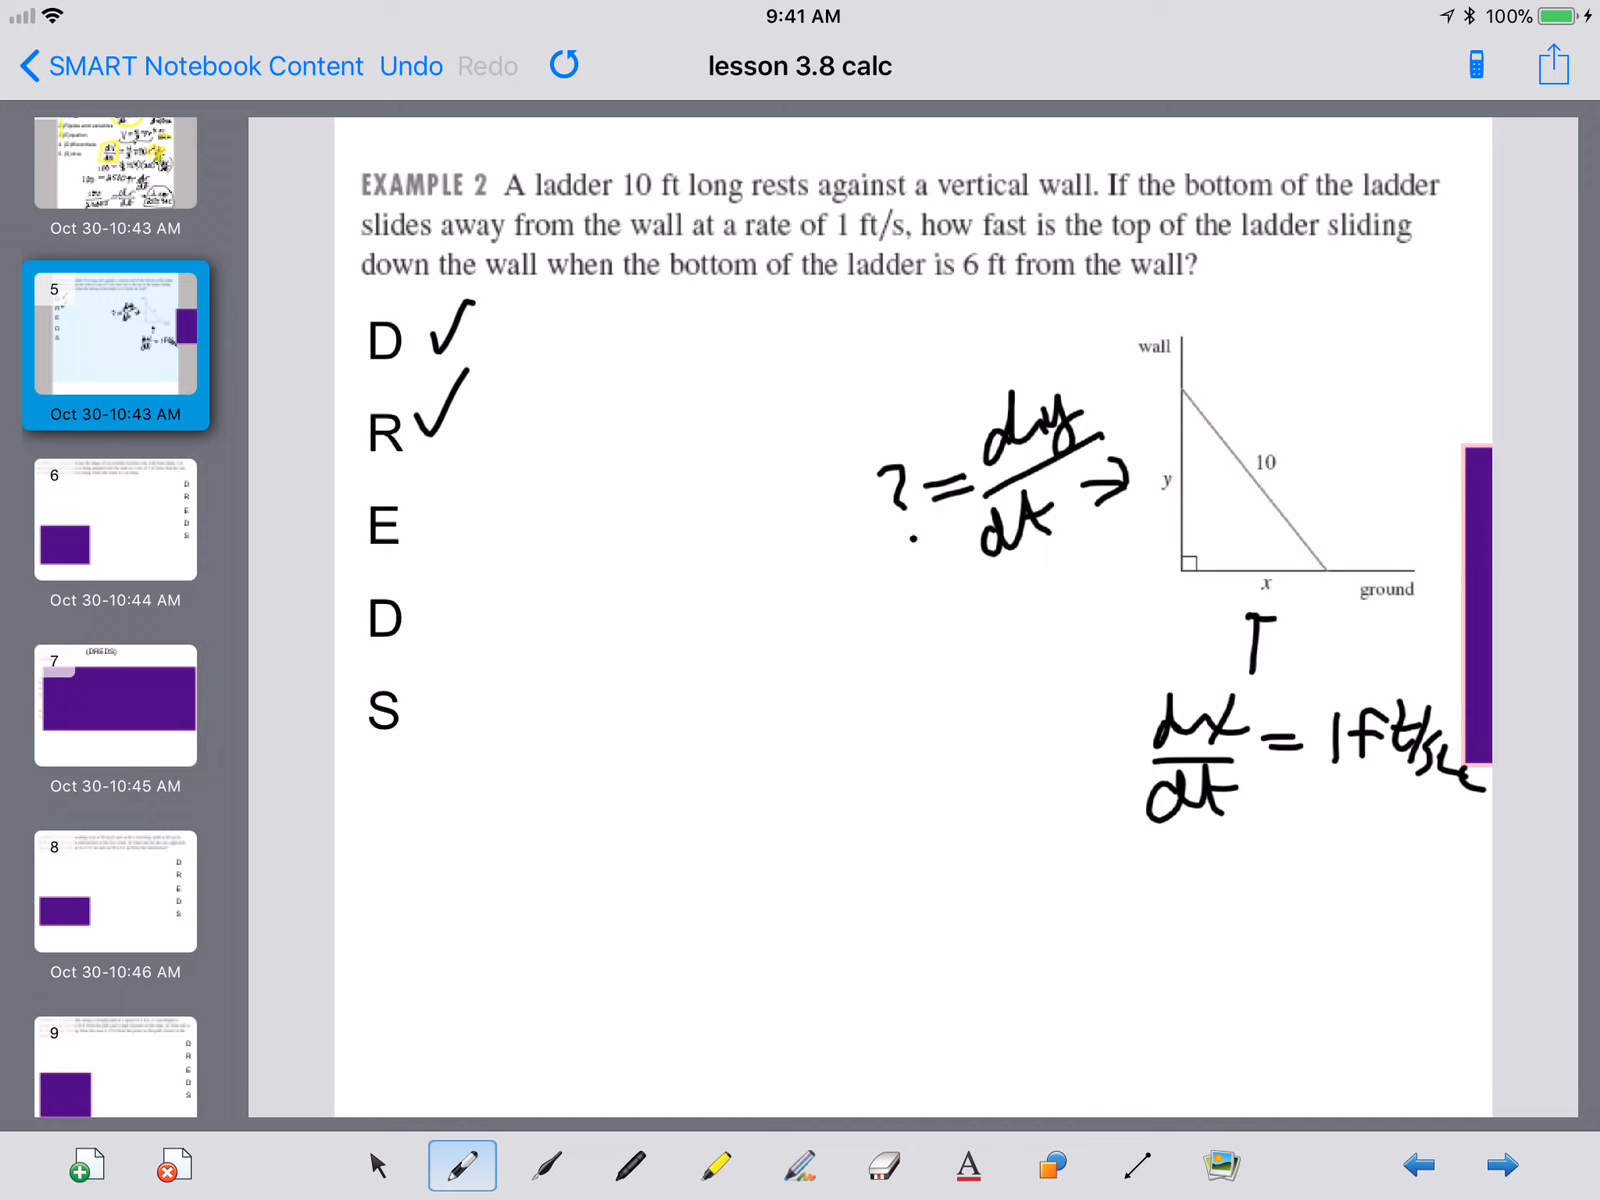 9:41 AM
100%
SMART Notebook Content Undo Redo
lesson 3.8 calc
Oct 30-10:43 AM
5
Oct 30-10:43 AM
6
D
R
E
D
S
Oct 30-10:44 AM
7
(DREDS)
Oct 30-10:45 AM
8
D
R
E
D
S
Oct 30-10:46 AM
9
D
R
E
D
S
EXAMPLE 2 A ladder 10 ft long rests against a vertical wall. If the bottom of the ladder
slides away from the wall at a rate of 1 ft/s, how fast is the top of the ladder sliding
down the wall when the bottom of the ladder is 6 ft from the wall?
D ✓
R ✓
E
D
S
wall
? = dy/dt →
y
10
x
ground
dx/dt = 1 ft/sec
A